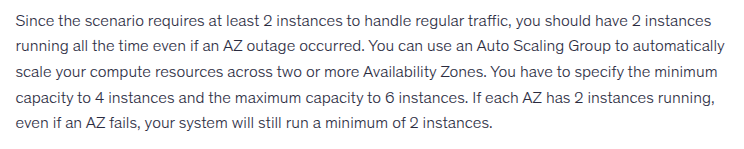 Since the scenario requires at least 2 instances to handle regular traffic, you should have 2 instances
running all the time even if an AZ outage occurred. You can use an Auto Scaling Group to automatically
scale your compute resources across two or more Availability Zones. You have to specify the minimum
capacity to 4 instances and the maximum capacity to 6 instances. If each AZ has 2 instances running,
even if an AZ fails, your system will still run a minimum of 2 instances.